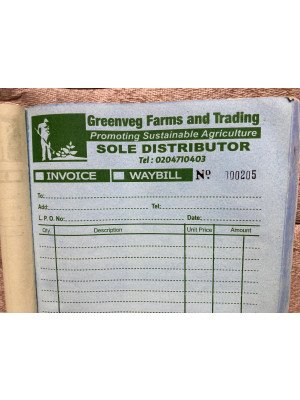 Greenveg Farms and Trading
Promoting Sustainable Agriculture
SOLE DISTRIBUTOR
Tel : 0204710403
INVOICE WAYBILL Nº 000205
To:
Add: Tel:
L. P. O. No: Date:
Qty. Description Unit Price Amount